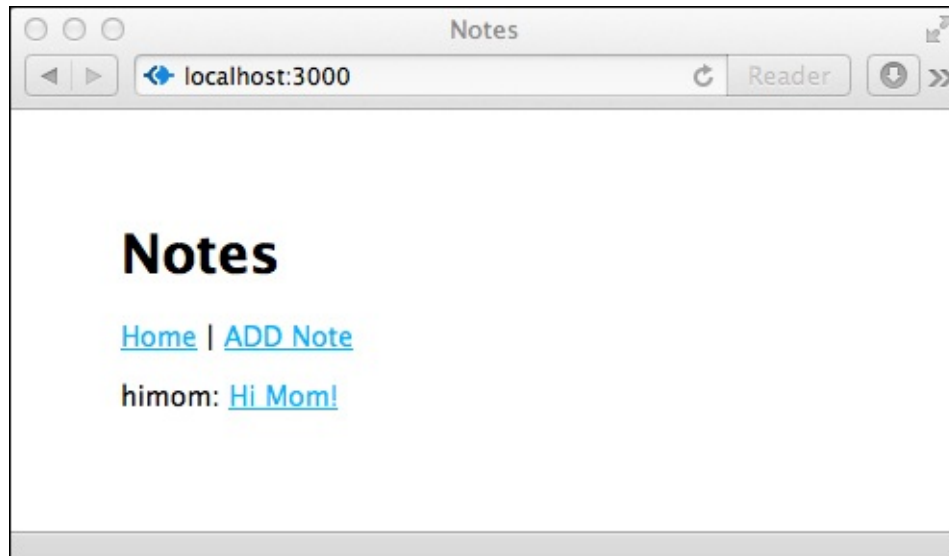 Notes
localhost:3000 Reader
Notes
Home | ADD Note
himom: Hi Mom!